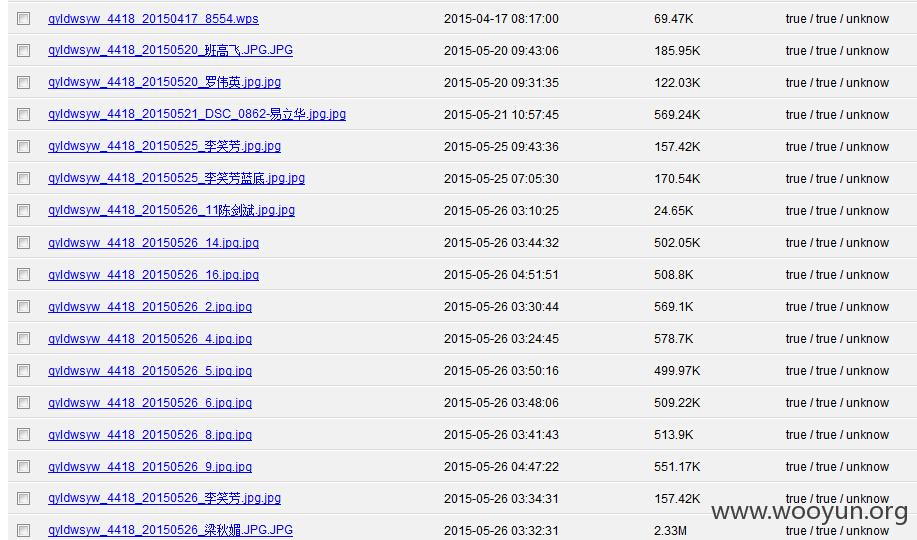 qyldwsyw_4418_20150417_8554.wps 2015-04-17 08:17:00 69.47K true / true / unknow
qyldwsyw_4418_20150520_班高飞.JPG.JPG 2015-05-20 09:43:06 185.95K true / true / unknow
qyldwsyw_4418_20150520_罗伟英.jpg.jpg 2015-05-20 09:31:35 122.03K true / true / unknow
qyldwsyw_4418_20150521_DSC_0862-易立华.jpg.jpg 2015-05-21 10:57:45 569.24K true / true / unknow
qyldwsyw_4418_20150525_李笑芳.jpg.jpg 2015-05-25 09:43:36 157.42K true / true / unknow
qyldwsyw_4418_20150525_李笑芳蓝底.jpg.jpg 2015-05-25 07:05:30 170.54K true / true / unknow
qyldwsyw_4418_20150526_11陈剑斌.jpg.jpg 2015-05-26 03:10:25 24.65K true / true / unknow
qyldwsyw_4418_20150526_14.jpg.jpg 2015-05-26 03:44:32 502.05K true / true / unknow
qyldwsyw_4418_20150526_16.jpg.jpg 2015-05-26 04:51:51 508.8K true / true / unknow
qyldwsyw_4418_20150526_2.jpg.jpg 2015-05-26 03:30:44 569.1K true / true / unknow
qyldwsyw_4418_20150526_4.jpg.jpg 2015-05-26 03:24:45 578.7K true / true / unknow
qyldwsyw_4418_20150526_5.jpg.jpg 2015-05-26 03:50:16 499.97K true / true / unknow
qyldwsyw_4418_20150526_6.jpg.jpg 2015-05-26 03:48:06 509.22K true / true / unknow
qyldwsyw_4418_20150526_8.jpg.jpg 2015-05-26 03:41:43 513.9K true / true / unknow
qyldwsyw_4418_20150526_9.jpg.jpg 2015-05-26 04:47:22 551.17K true / true / unknow
qyldwsyw_4418_20150526_李笑芳.jpg.jpg 2015-05-26 03:34:31 157.42K true / true / unknow
www.wooyun.org
qyldwsyw_4418_20150526_梁秋媚.JPG.JPG 2015-05-26 03:32:31 2.33M true / true / unknow